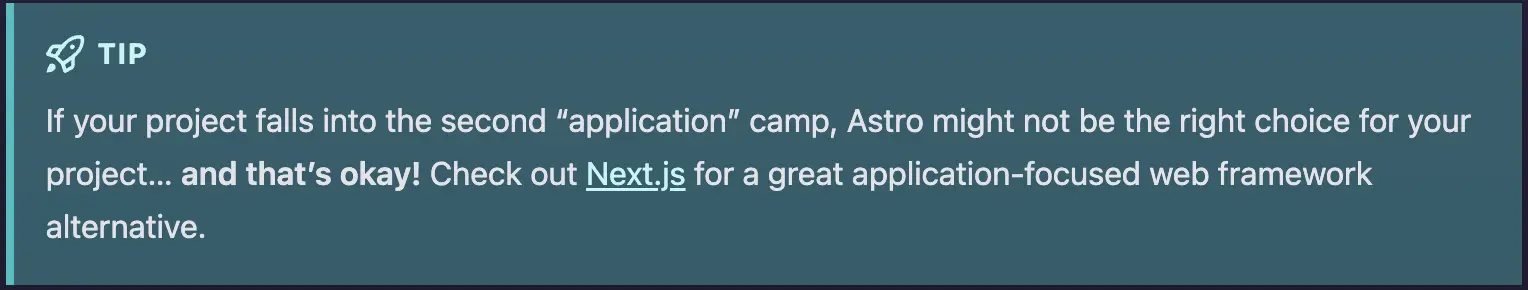 TIP
If your project falls into the second “application” camp, Astro might not be the right choice for your
project... and that’s okay! Check out Next.js for a great application-focused web framework
alternative.